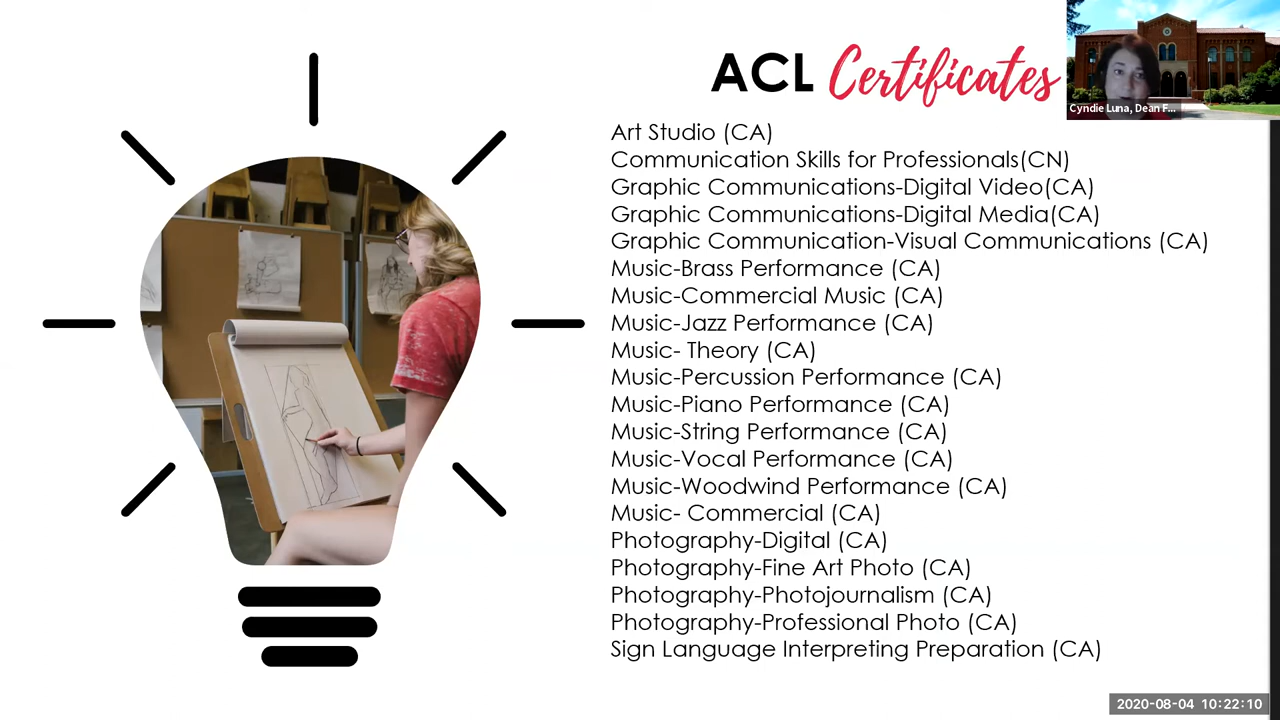 ACL Certificates
Cyndie Luna, Dean F...
Art Studio (CA)
Communication Skills for Professionals(CN)
Graphic Communications-Digital Video(CA)
Graphic Communications-Digital Media(CA)
Graphic Communication-Visual Communications (CA)
Music-Brass Performance (CA)
Music-Commercial Music (CA)
Music-Jazz Performance (CA)
Music- Theory (CA)
Music-Percussion Performance (CA)
Music-Piano Performance (CA)
Music-String Performance (CA)
Music-Vocal Performance (CA)
Music-Woodwind Performance (CA)
Music- Commercial (CA)
Photography-Digital (CA)
Photography-Fine Art Photo (CA)
Photography-Photojournalism (CA)
Photography-Professional Photo (CA)
Sign Language Interpreting Preparation (CA)
2020-08-04 10:22:10